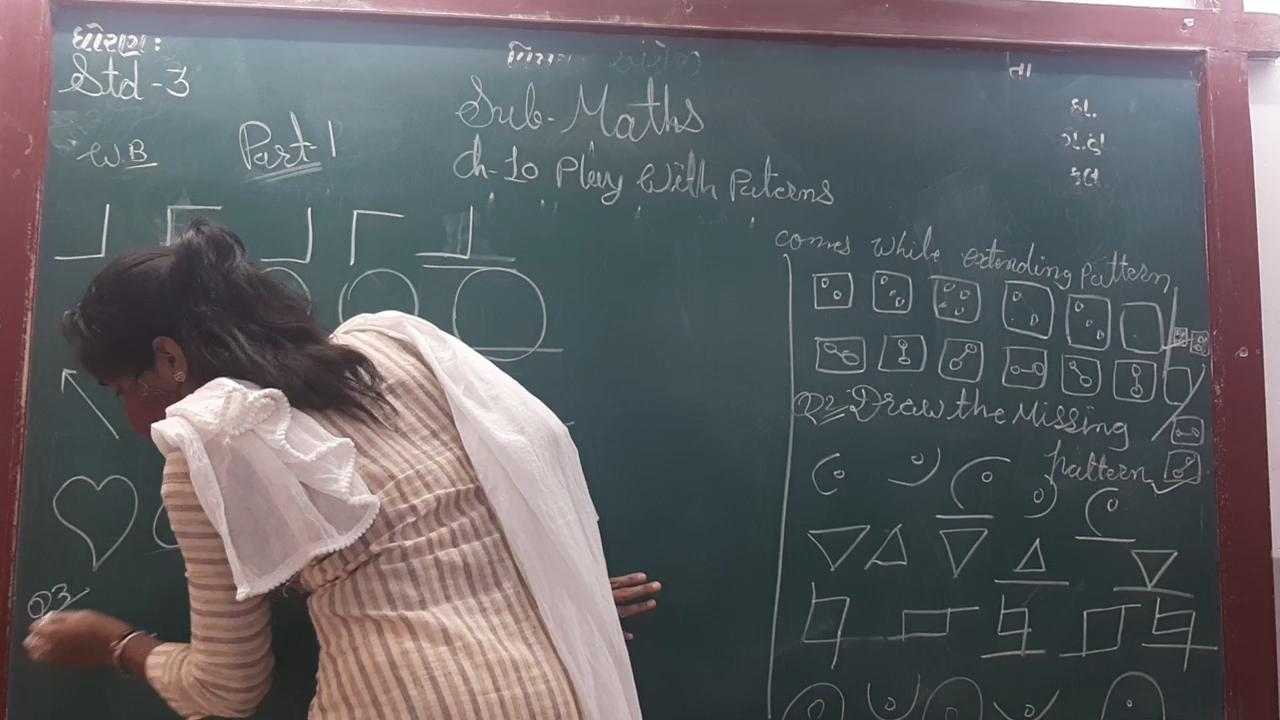 ધોરણ:
Std-3
Sub-Maths
W.B
Part-1
Ch-10 Play With Paterns
તા
comes while extending pattern
Q2 Draw the Missing
pattern
Q3